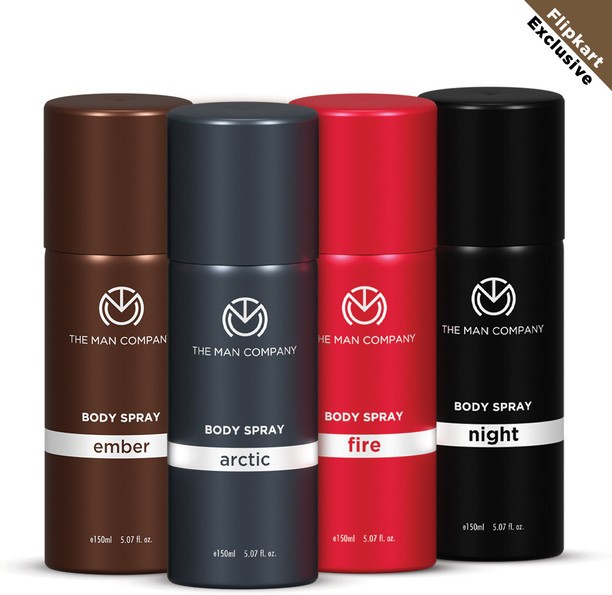 Flipkart
Exclusive
THE MAN COMPAN
BODY SPRAY
ember
e150ml 5.07 fl. oz.
THE MAN COMPANY
BODY SPRAY
arctic
e150ml 5.07 fl. oz.
HE MAN COMPANY
BODY SPRAY
fire
e150ml 5.07 fl. oz.
THE MAN COMPANY
BODY SPRAY
night
e150ml 5.07 fl. oz.